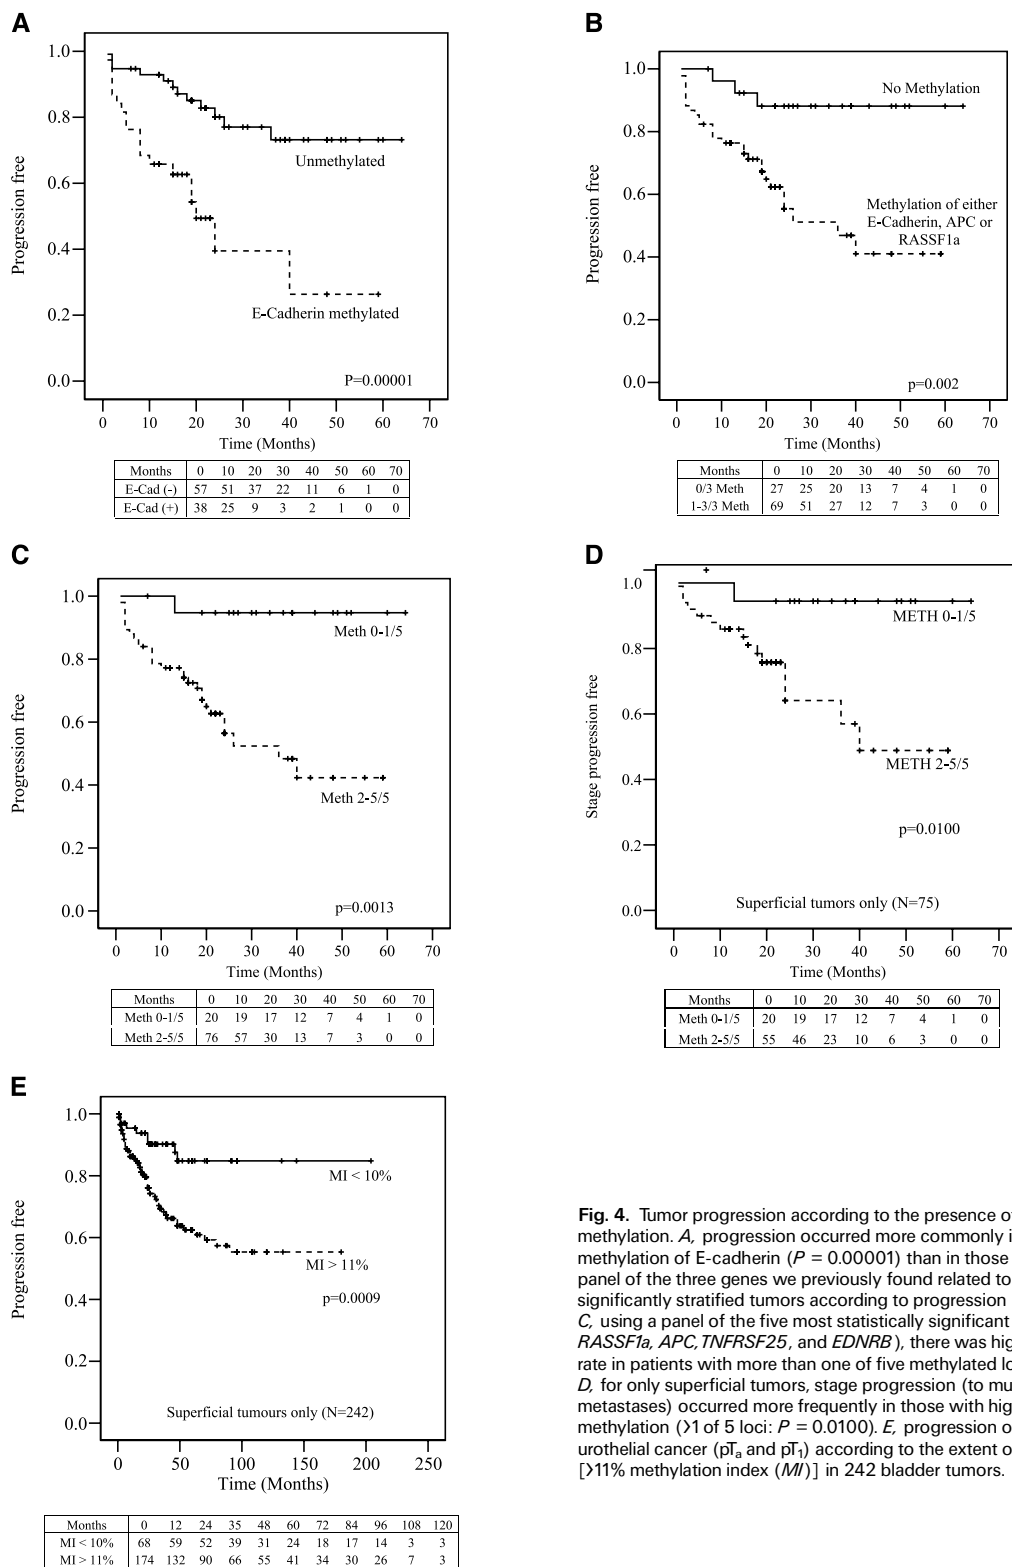 A
1.0
0.8
0.6
0.4
0.2
0.0
Progression free
Unmethylated
E-Cadherin methylated
P=0.00001
0 10 20 30 40 50 60 70
Time (Months)
Months 0 10 20 30 40 50 60 70
E-Cad (-) 57 51 37 22 11 6 1 0
E-Cad (+) 38 25 9 3 2 1 0 0
B
1.0
0.8
0.6
0.4
0.2
0.0
Progression free
No Methylation
Methylation of either
E-Cadherin, APC or
RASSF1a
p=0.002
0 10 20 30 40 50 60 70
Time (Months)
Months 0 10 20 30 40 50 60 70
0/3 Meth 27 25 20 13 7 4 1 0
1-3/3 Meth 69 51 27 12 7 3 0 0
C
1.0
0.8
0.6
0.4
0.2
0.0
Progression free
Meth 0-1/5
Meth 2-5/5
p=0.0013
0 10 20 30 40 50 60 70
Time (Months)
Months 0 10 20 30 40 50 60 70
Meth 0-1/5 20 19 17 12 7 4 1 0
Meth 2-5/5 76 57 30 13 7 3 0 0
D
1.0
0.8
0.6
0.4
0.2
0.0
Stage progression free
METH 0-1/5
METH 2-5/5
p=0.0100
Superficial tumors only (N=75)
0 10 20 30 40 50 60 70
Time (Months)
Months 0 10 20 30 40 50 60 70
Meth 0-1/5 20 19 17 12 7 4 1 0
Meth 2-5/5 55 46 23 10 6 3 0 0
E
1.0
0.8
0.6
0.4
0.2
0.0
Progression free
MI < 10%
MI > 11%
p=0.0009
Superficial tumours only (N=242)
0 50 100 150 200 250
Time (Months)
Months 0 12 24 35 48 60 72 84 96 108 120
MI < 10% 68 59 52 39 31 24 18 17 14 3 3
MI > 11% 174 132 90 66 55 41 34 30 26 7 3
Fig. 4. Tumor progression according to the presence of
methylation. A, progression occurred more commonly i
methylation of E-cadherin (P = 0.00001) than in those
panel of the three genes we previously found related to
significantly stratified tumors according to progression
C, using a panel of the five most statistically significant
RASSF1a, APC, TNFRSF25, and EDNRB), there was hig
rate in patients with more than one of five methylated lo
D, for only superficial tumors, stage progression (to mu
metastases) occurred more frequently in those with hig
methylation (>1 of 5 loci: P = 0.0100). E, progression o
urothelial cancer (pTa and pT1) according to the extent o
[>11% methylation index (MI)] in 242 bladder tumors.